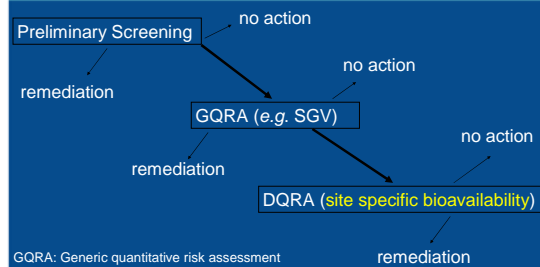 no action
Preliminary Screening
no action
remediation
GQRA (e.g. SGV)
no action
remediation
DQRA (site specific bioavailability)
GQRA: Generic quantitative risk assessment
remediation